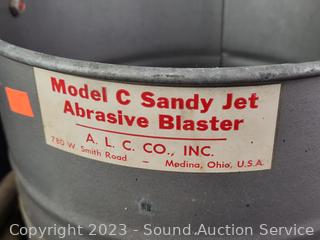 Model C Sandy Jet
Abrasive Blaster
A. L. C. CO., INC.
780 W. Smith Road – Medina, Ohio, U.S.A.
Copyright 2023 - Sound Auction Service